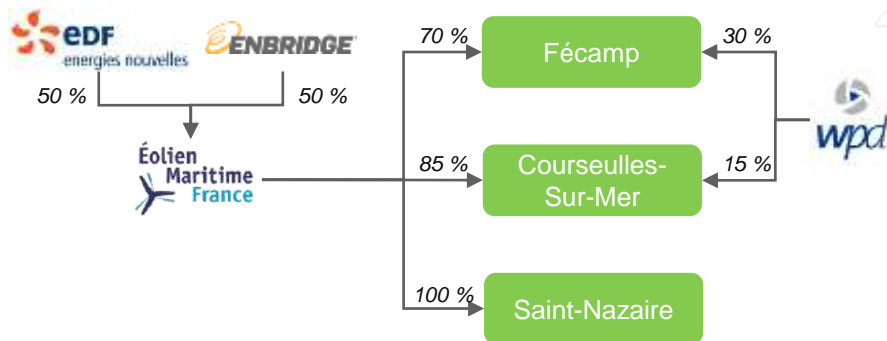 edf
energies nouvelles
ENBRIDGE
50 %
50 %
Éolien
Maritime
France
70 %
Fécamp
30 %
wpd
85 %
Courseulles-
Sur-Mer
15 %
100 %
Saint-Nazaire